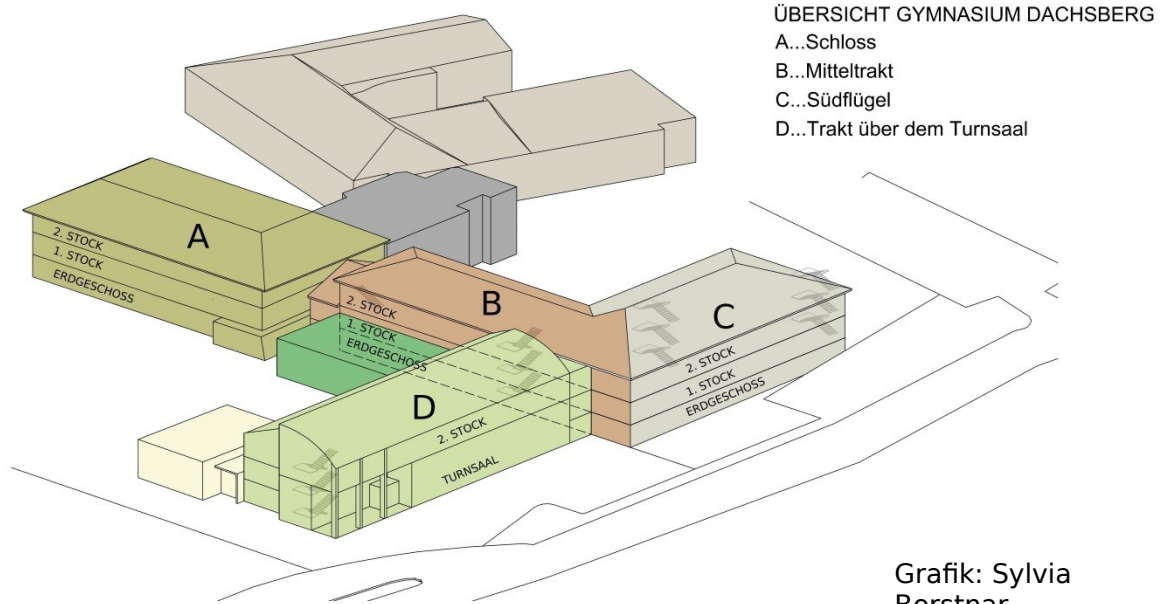 ÜBERSICHT GYMNASIUM DACHSBERG
A...Schloss
B...Mitteltrakt
C...Südflügel
D...Trakt über dem Turnsaal
A
2. STOCK
1. STOCK
ERDGESCHOSS
B
2. STOCK
1. STOCK
ERDGESCHOSS
C
2. STOCK
1. STOCK
ERDGESCHOSS
D
2. STOCK
TURNSAAL
Grafik: Sylvia